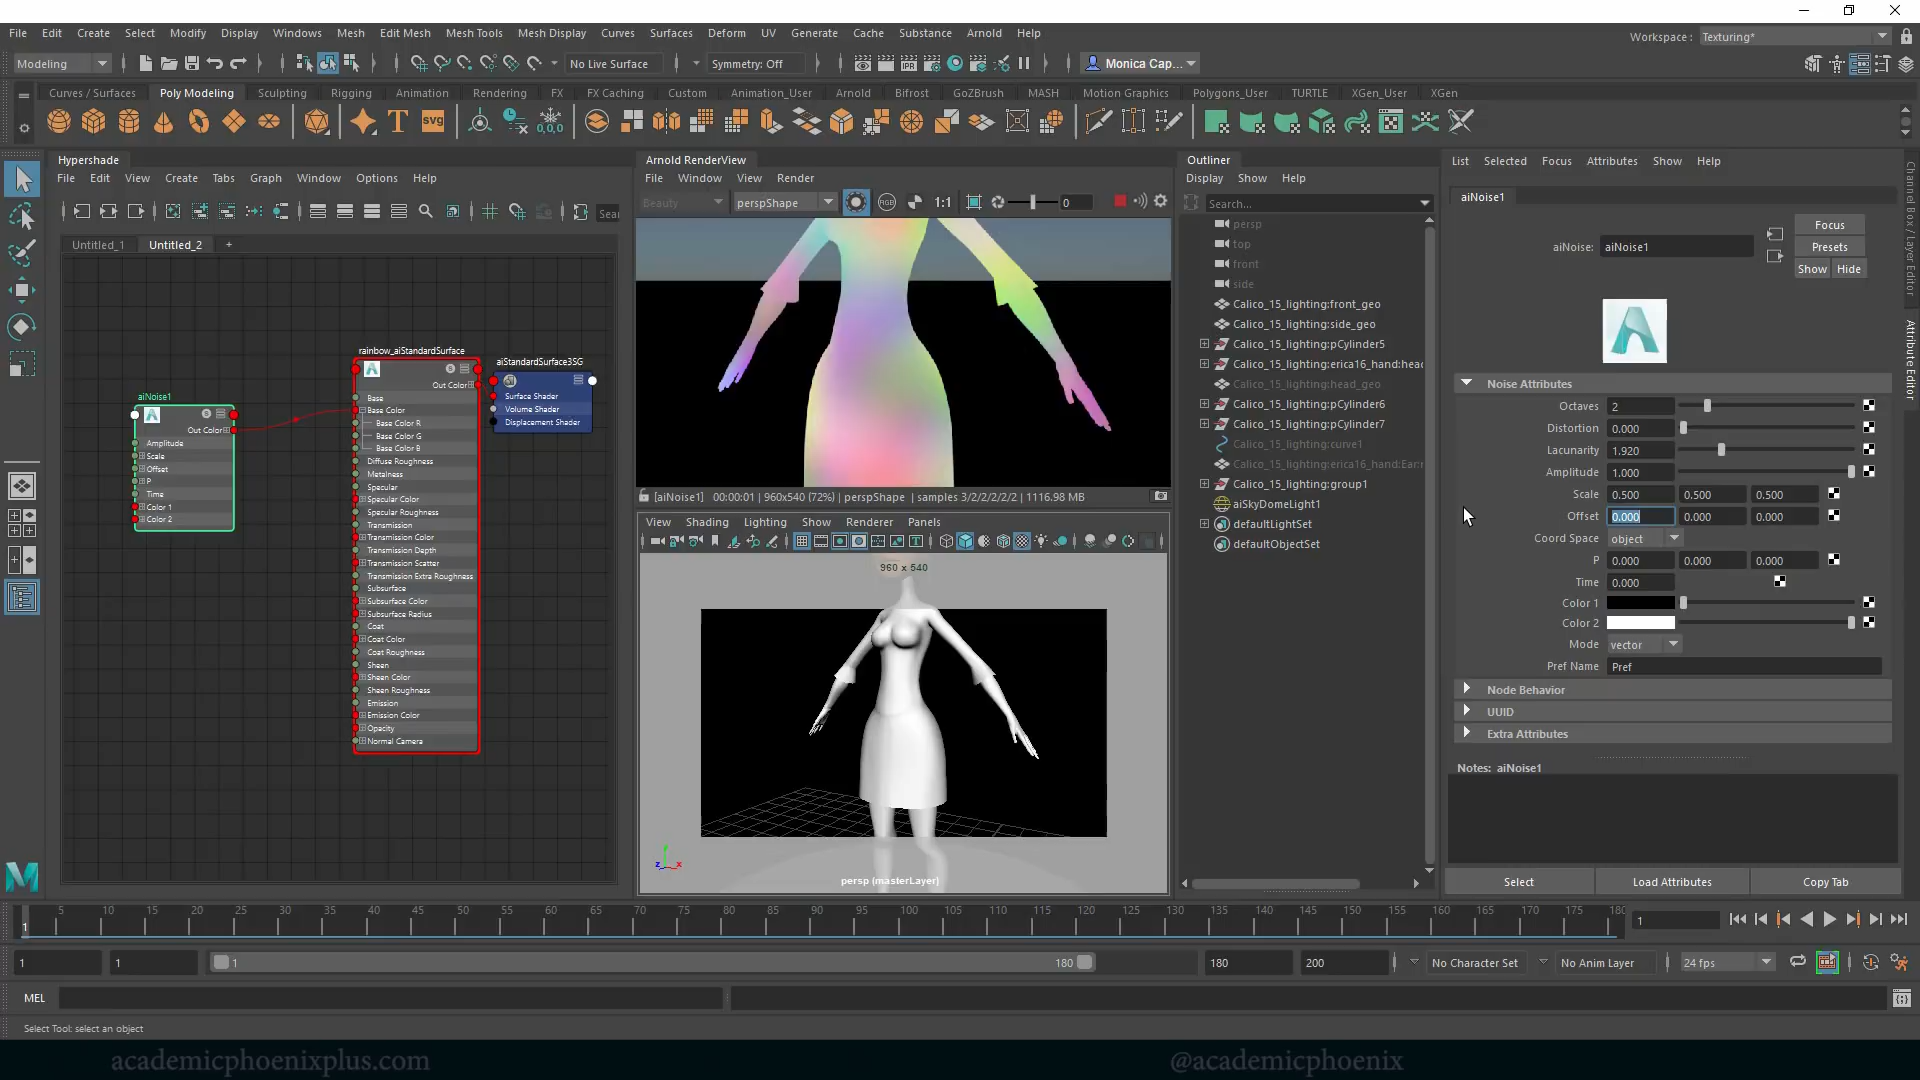 File Edit Create Select Modify Display Windows Mesh Edit Mesh Mesh Tools Mesh Display Curves Surfaces Deform UV Generate Cache Substance Arnold Help
Workspace : Texturing*
Modeling No Live Surface Symmetry: Off Monica Cap...
Curves / Surfaces Poly Modeling Sculpting Rigging Animation Rendering FX FX Caching Custom Animation_User Arnold Bifrost GoZBrush MASH Motion Graphics Polygons_User TURTLE XGen_User XGen
T svg 0,0,0
Hypershade
File Edit View Create Tabs Graph Window Options Help
Sear
Untitled_1 Untitled_2 +
aiNoise1
Out Color
Amplitude
Scale
Offset
P
Time
Color 1
Color 2
rainbow_aiStandardSurface
Out Color
Base
Base Color
Base Color R
Base Color G
Base Color B
Diffuse Roughness
Metalness
Specular
Specular Color
Specular Roughness
Transmission
Transmission Color
Transmission Depth
Transmission Scatter
Transmission Extra Roughness
Subsurface
Subsurface Color
Subsurface Radius
Coat
Coat Color
Coat Roughness
Sheen
Sheen Color
Sheen Roughness
Emission
Emission Color
Opacity
Normal Camera
aiStandardSurface3SG
Surface Shader
Volume Shader
Displacement Shader
Arnold RenderView
File Window View Render
Beauty perspShape RGB 1:1 0
[aiNoise1] 00:00:01 | 960x540 (72%) | perspShape | samples 3/2/2/2/2/2 | 1116.98 MB
View Shading Lighting Show Renderer Panels
960 x 540
z x
persp (masterLayer)
Outliner
Display Show Help
Search...
persp
top
front
side
Calico_15_lighting:front_geo
Calico_15_lighting:side_geo
Calico_15_lighting:pCylinder5
Calico_15_lighting:erica16_hand:head
Calico_15_lighting:head_geo
Calico_15_lighting:pCylinder6
Calico_15_lighting:pCylinder7
Calico_15_lighting:curve1
Calico_15_lighting:erica16_hand:Ear
Calico_15_lighting:group1
aiSkyDomeLight1
defaultLightSet
defaultObjectSet
List Selected Focus Attributes Show Help
aiNoise1
aiNoise: aiNoise1
Focus
Presets
Show Hide
Noise Attributes
Octaves 2
Distortion 0.000
Lacunarity 1.920
Amplitude 1.000
Scale 0.500 0.500 0.500
Offset 0.000 0.000 0.000
Coord Space object
P 0.000 0.000 0.000
Time 0.000
Color 1
Color 2
Mode vector
Pref Name Pref
Node Behavior
UUID
Extra Attributes
Notes: aiNoise1
Select Load Attributes Copy Tab
Channel Box / Layer Editor
Attribute Editor
5 10 15 20 25 30 35 40 45 50 55 60 65 70 75 80 85 90 95 100 105 110 115 120 125 130 135 140 145 150 155 160 165 170 175 180
1 1
1 1 1 180 180 200 No Character Set No Anim Layer 24 fps
MEL
Select Tool: select an object
academicphoenixplus.com @academicphoenix